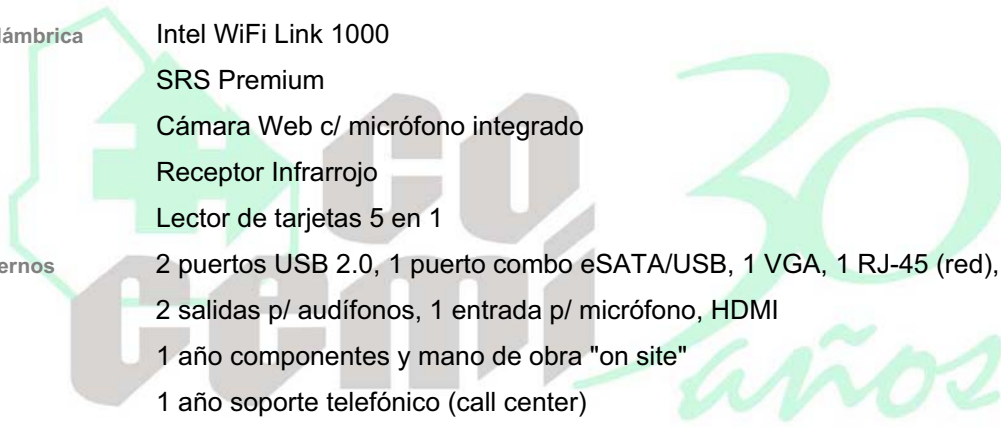 lámbrica Intel WiFi Link 1000
SRS Premium
Cámara Web c/ micrófono integrado
Receptor Infrarrojo
Lector de tarjetas 5 en 1
ernos 2 puertos USB 2.0, 1 puerto combo eSATA/USB, 1 VGA, 1 RJ-45 (red),
2 salidas p/ audífonos, 1 entrada p/ micrófono, HDMI
1 año componentes y mano de obra "on site"
1 año soporte telefónico (call center)
co
cemi
30
años